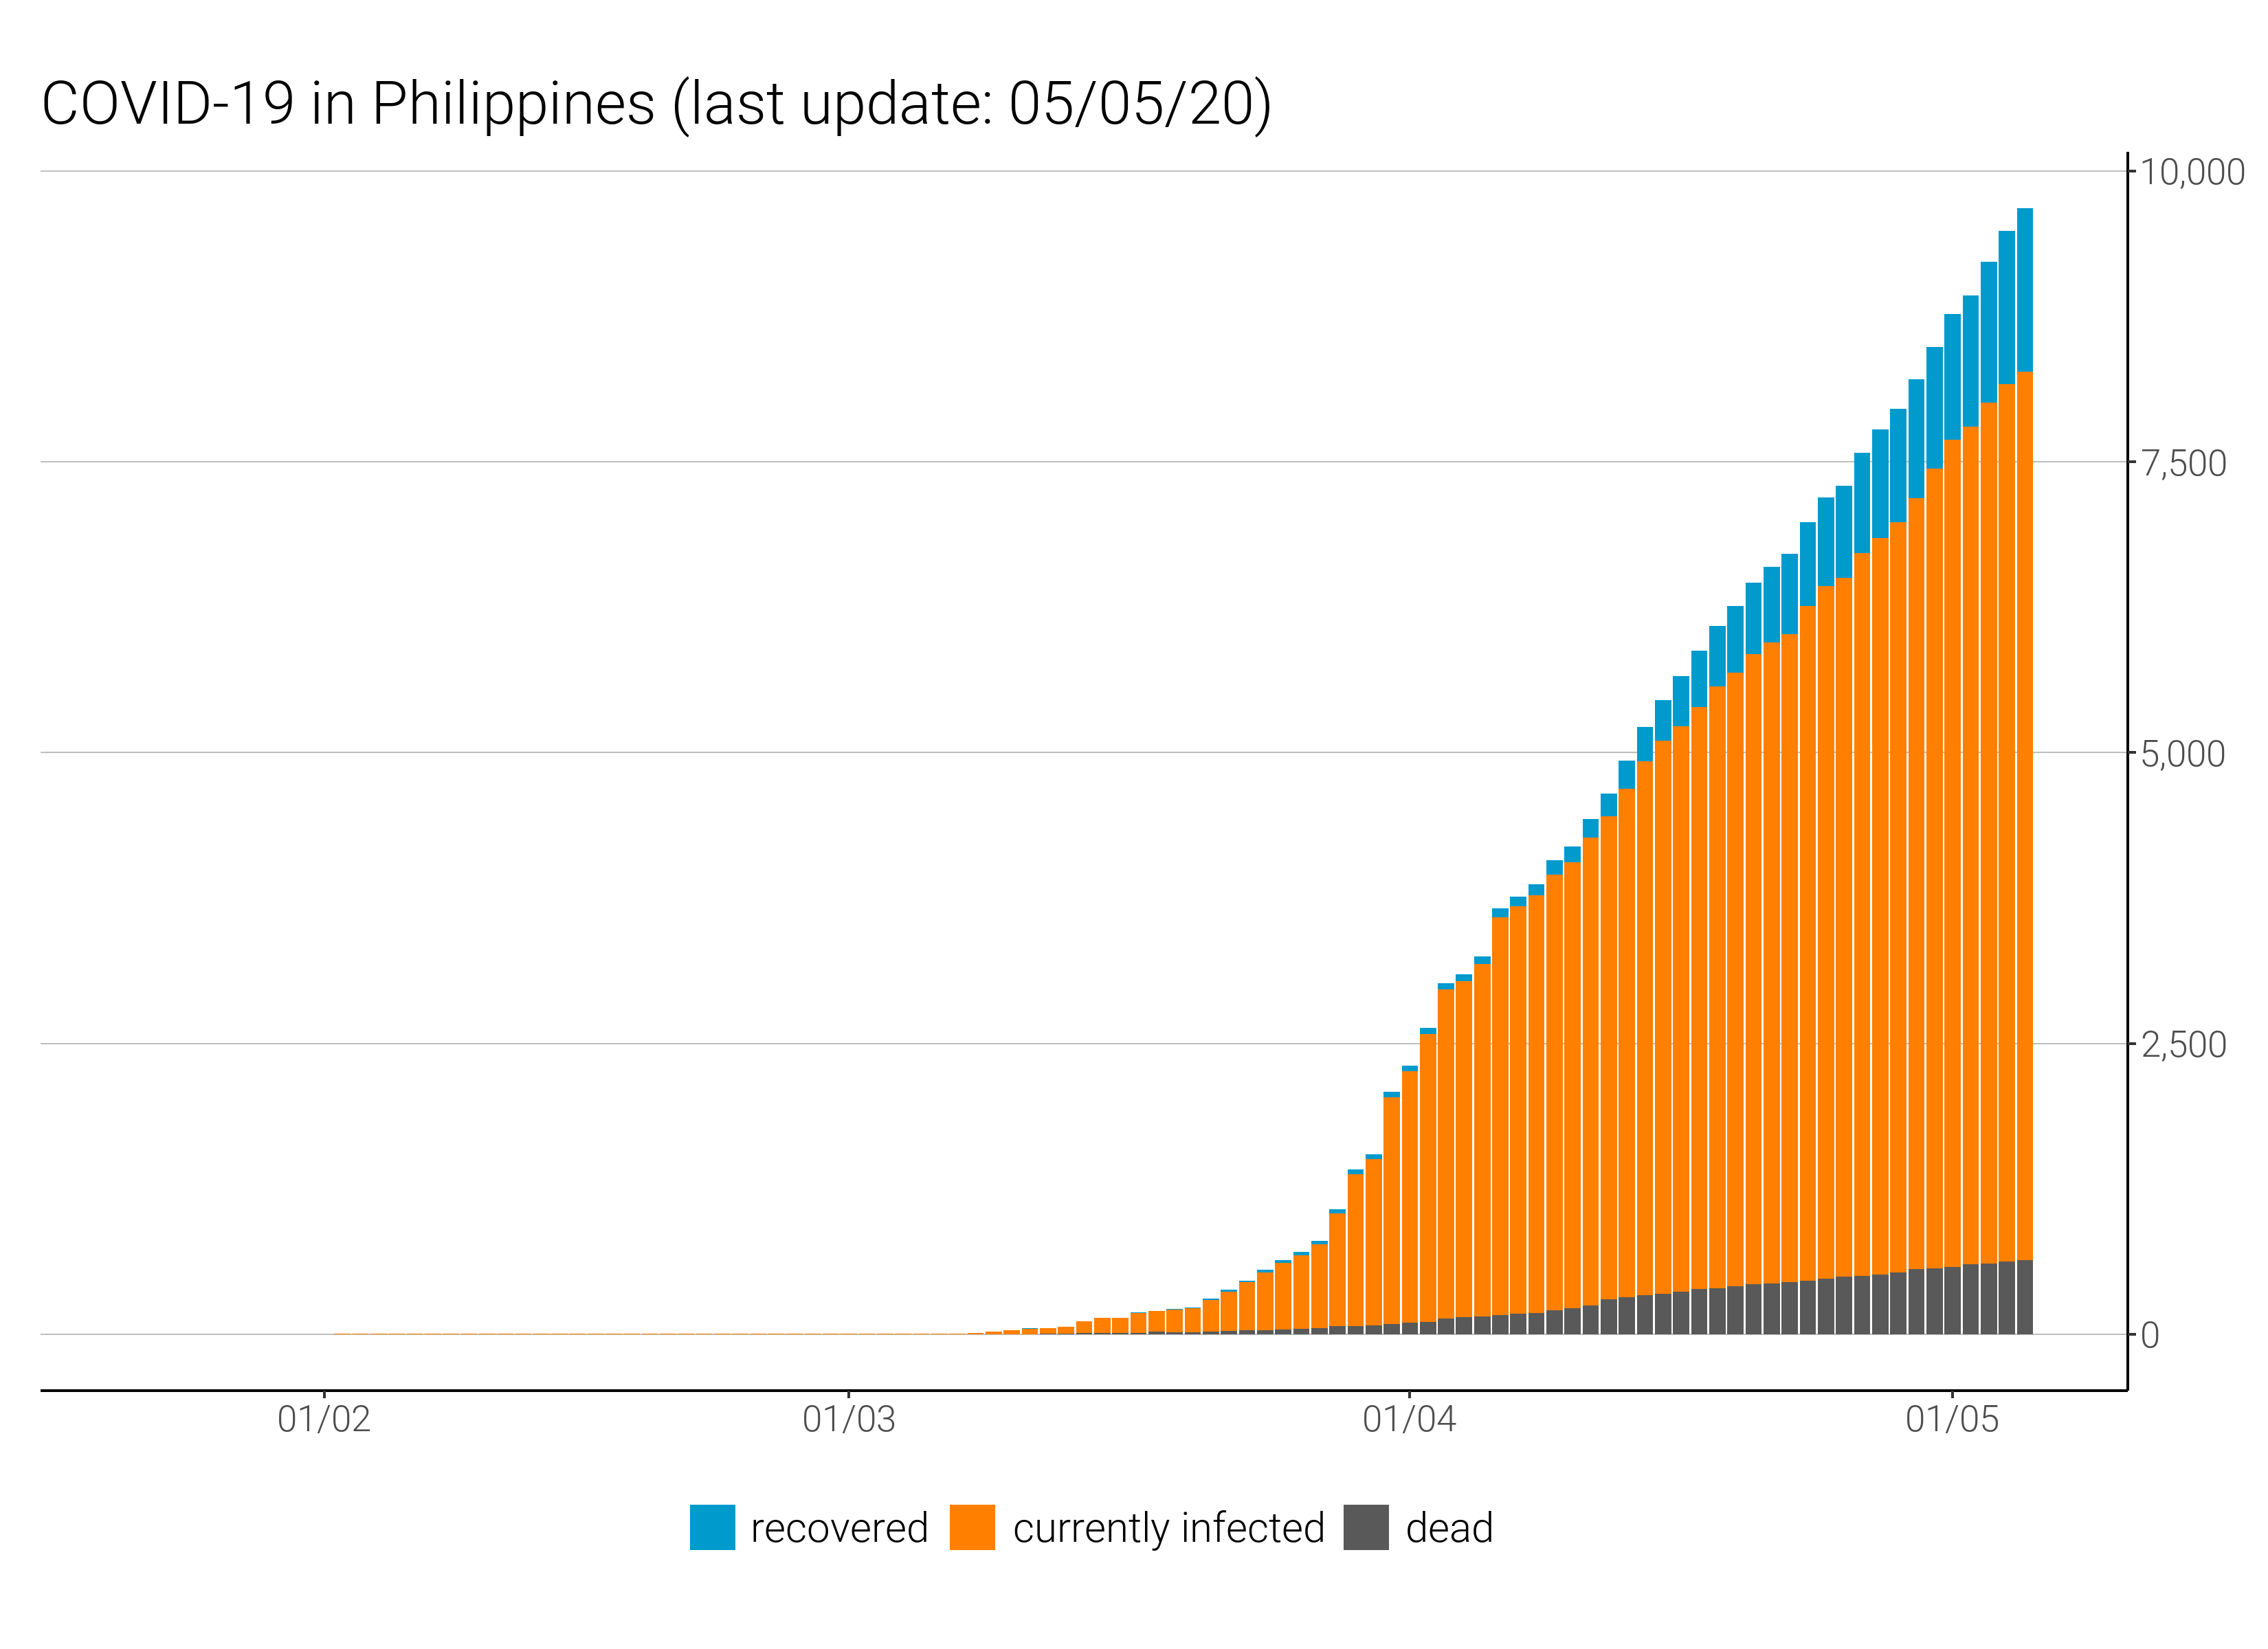 COVID-19 in Philippines (last update: 05/05/20)
10,000
7,500
5,000
2,500
0
01/02 01/03 01/04 01/05
recovered currently infected dead